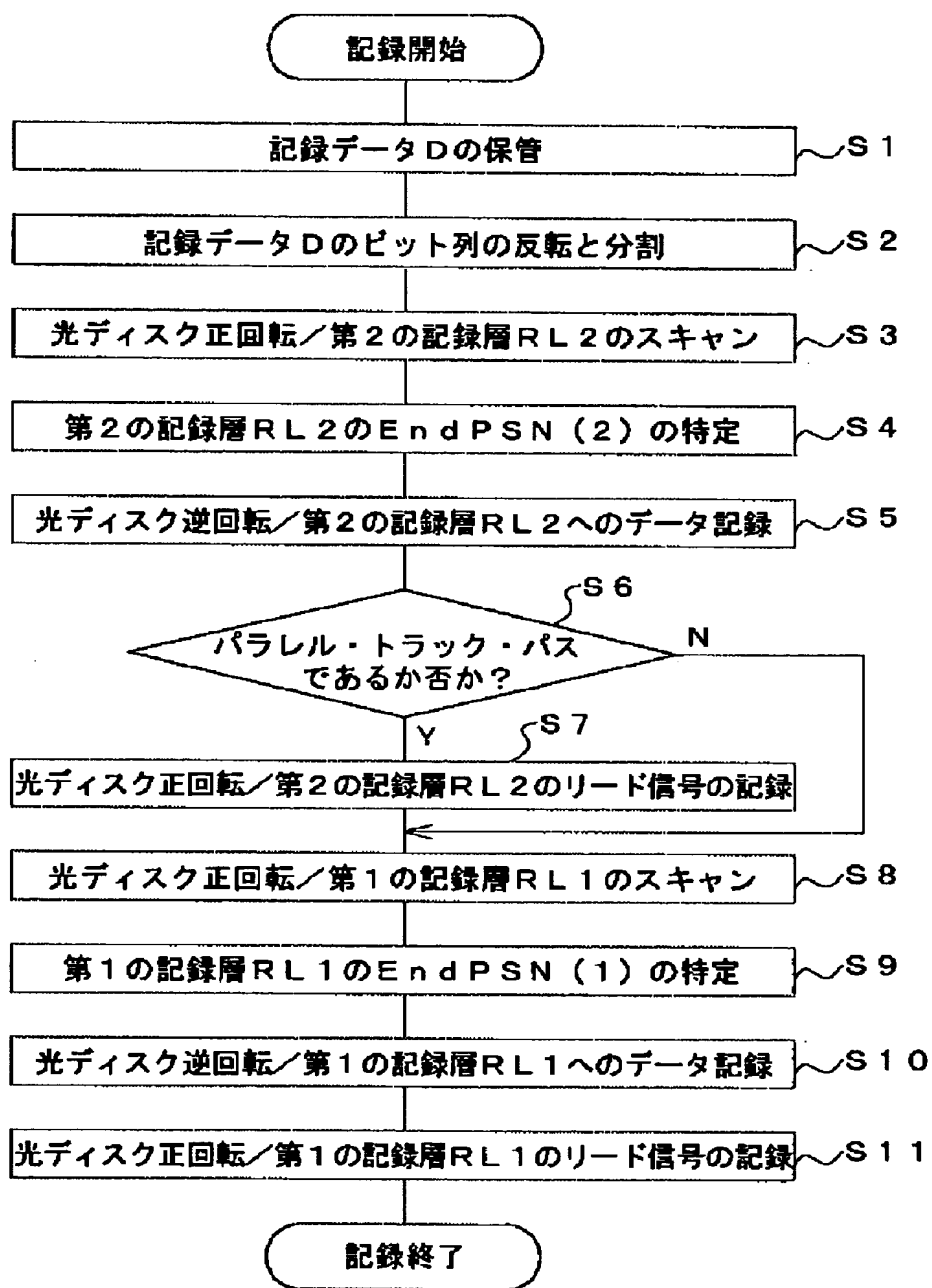 記録開始
記録データDの保管
S1
記録データDのビット列の反転と分割
S2
光ディスク正回転／第2の記録層RL2のスキャン
S3
第2の記録層RL2のEndPSN(2)の特定
S4
光ディスク逆回転／第2の記録層RL2へのデータ記録
S5
S6
パラレル・トラック・パス
であるか否か？
N
Y
S7
光ディスク正回転／第2の記録層RL2のリード信号の記録
光ディスク正回転／第1の記録層RL1のスキャン
S8
第1の記録層RL1のEndPSN(1)の特定
S9
光ディスク逆回転／第1の記録層RL1へのデータ記録
S10
光ディスク正回転／第1の記録層RL1のリード信号の記録
S11
記録終了